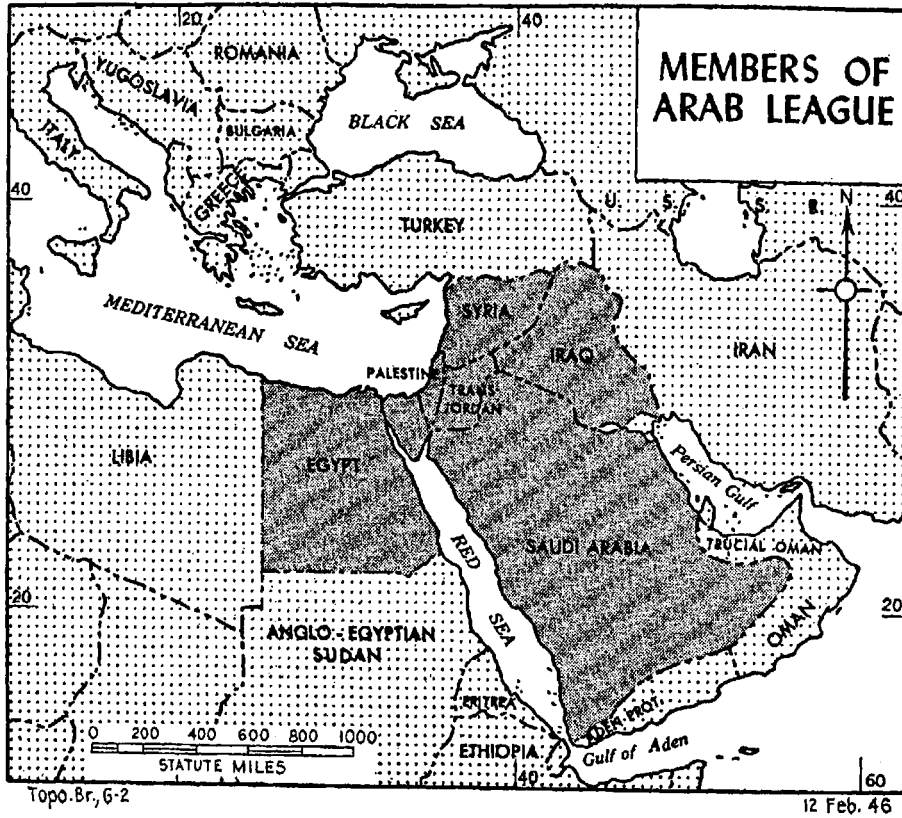 MEMBERS OF
ARAB LEAGUE
20
40
ROMANIA
YUGOSLAVIA
BULGARIA
BLACK SEA
ITALY
GREECE
40
U. S. S. R.
N
40
TURKEY
MEDITERRANEAN SEA
SYRIA
IRAQ
IRAN
PALESTINE
TRANS-
JORDAN
LIBIA
EGYPT
Persian Gulf
RED
SEA
SAUDI ARABIA
TRUCIAL OMAN
20
20
OMAN
ANGLO-EGYPTIAN
SUDAN
ERITREA
ADEN PROT.
ETHIOPIA
Gulf of Aden
0 200 400 600 800 1000
STATUTE MILES
40
60
Topo.Br.,G-2
12 Feb. 46